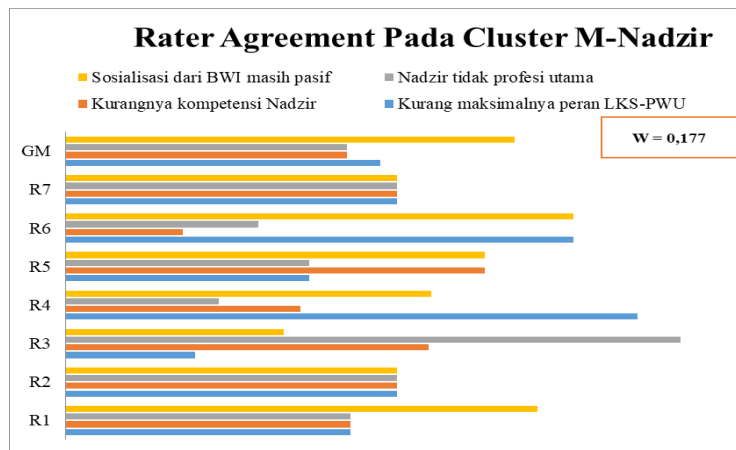 Rater Agreement Pada Cluster M-Nadzir
Sosialisasi dari BWI masih pasif
Nadzir tidak profesi utama
Kurangnya kompetensi Nadzir
Kurang maksimalnya peran LKS-PWU
W = 0,177
GM
R7
R6
R5
R4
R3
R2
R1